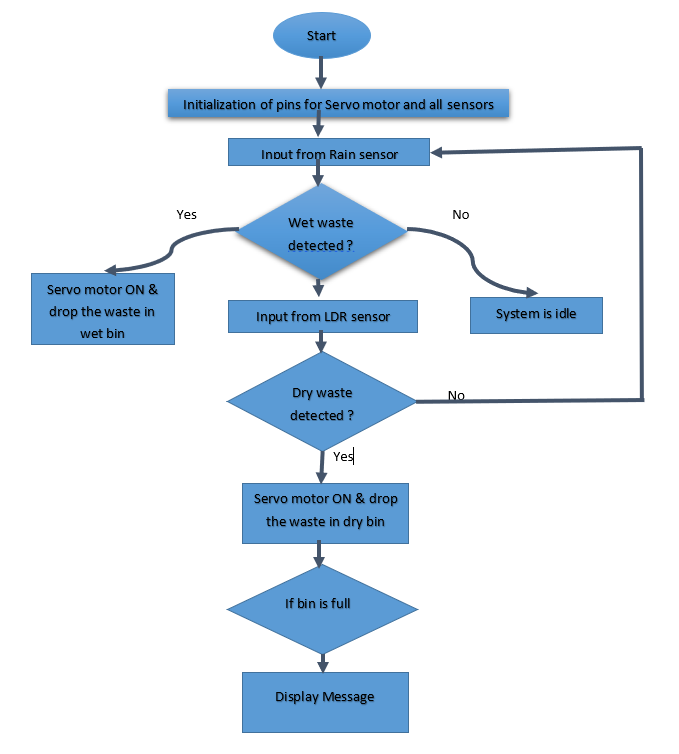 Start
Initialization of pins for Servo motor and all sensors
Input from Rain sensor
Wet waste
detected ?
Yes
No
Servo motor ON &
drop the waste in
wet bin
System is idle
Input from LDR sensor
Dry waste
detected ?
No
Yes
Servo motor ON & drop
the waste in dry bin
If bin is full
Display Message